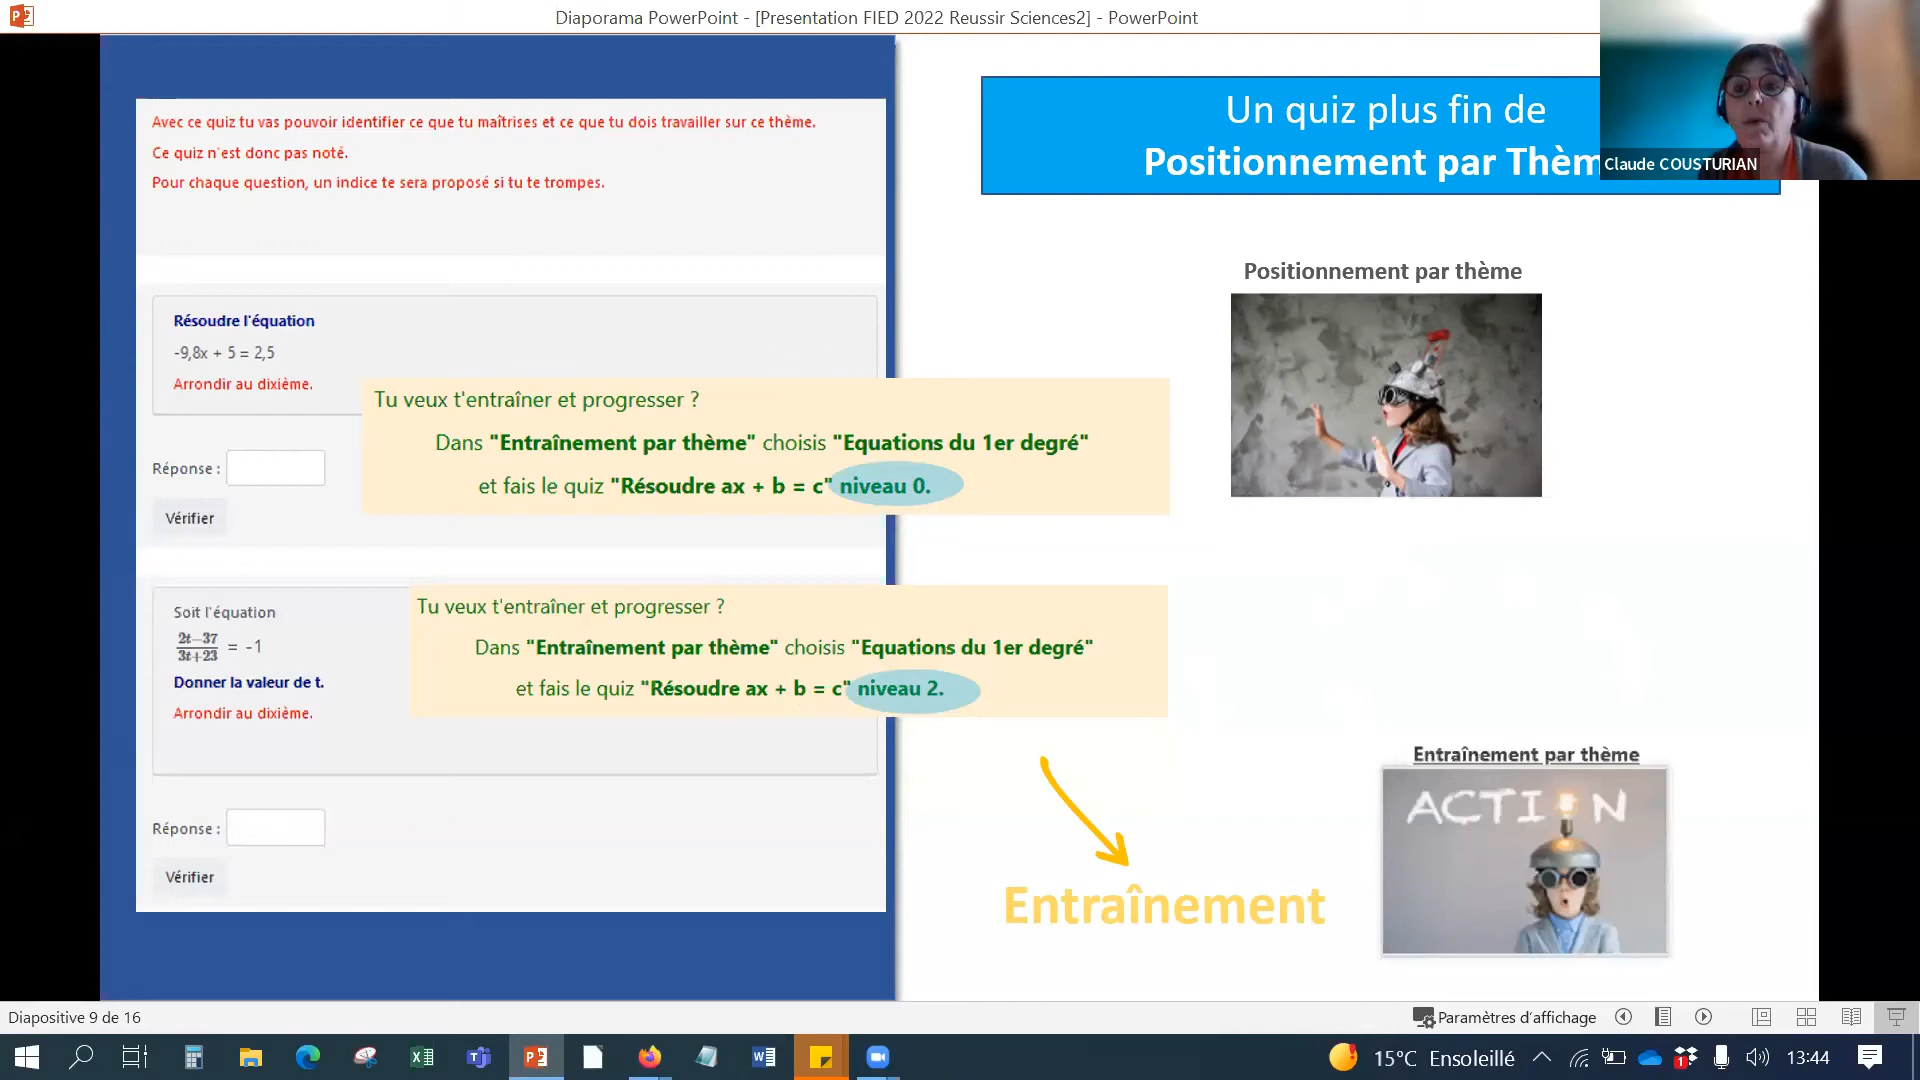 Diaporama PowerPoint - [Presentation FIED 2022 Reussir Sciences2] - PowerPoint
Avec ce quiz tu vas pouvoir identifier ce que tu maîtrises et ce que tu dois travailler sur ce thème.
Ce quiz n'est donc pas noté.
Pour chaque question, un indice te sera proposé si tu te trompes.
Résoudre l'équation
-9,8x + 5 = 2,5
Arrondir au dixième.
Réponse :
Vérifier
Tu veux t'entraîner et progresser ?
Dans "Entraînement par thème" choisis "Equations du 1er degré"
et fais le quiz "Résoudre ax + b = c" niveau 0.
Soit l'équation
2t−37
3t+23
= -1
Donner la valeur de t.
Arrondir au dixième.
Réponse :
Vérifier
Tu veux t'entraîner et progresser ?
Dans "Entraînement par thème" choisis "Equations du 1er degré"
et fais le quiz "Résoudre ax + b = c" niveau 2.
Un quiz plus fin de
Positionnement par Thèm
Claude COUSTURIAN
Positionnement par thème
Entraînement par thème
ACTI N
Entraînement
Diapositive 9 de 16
Paramètres d'affichage
15°C Ensoleillé
1
13:44